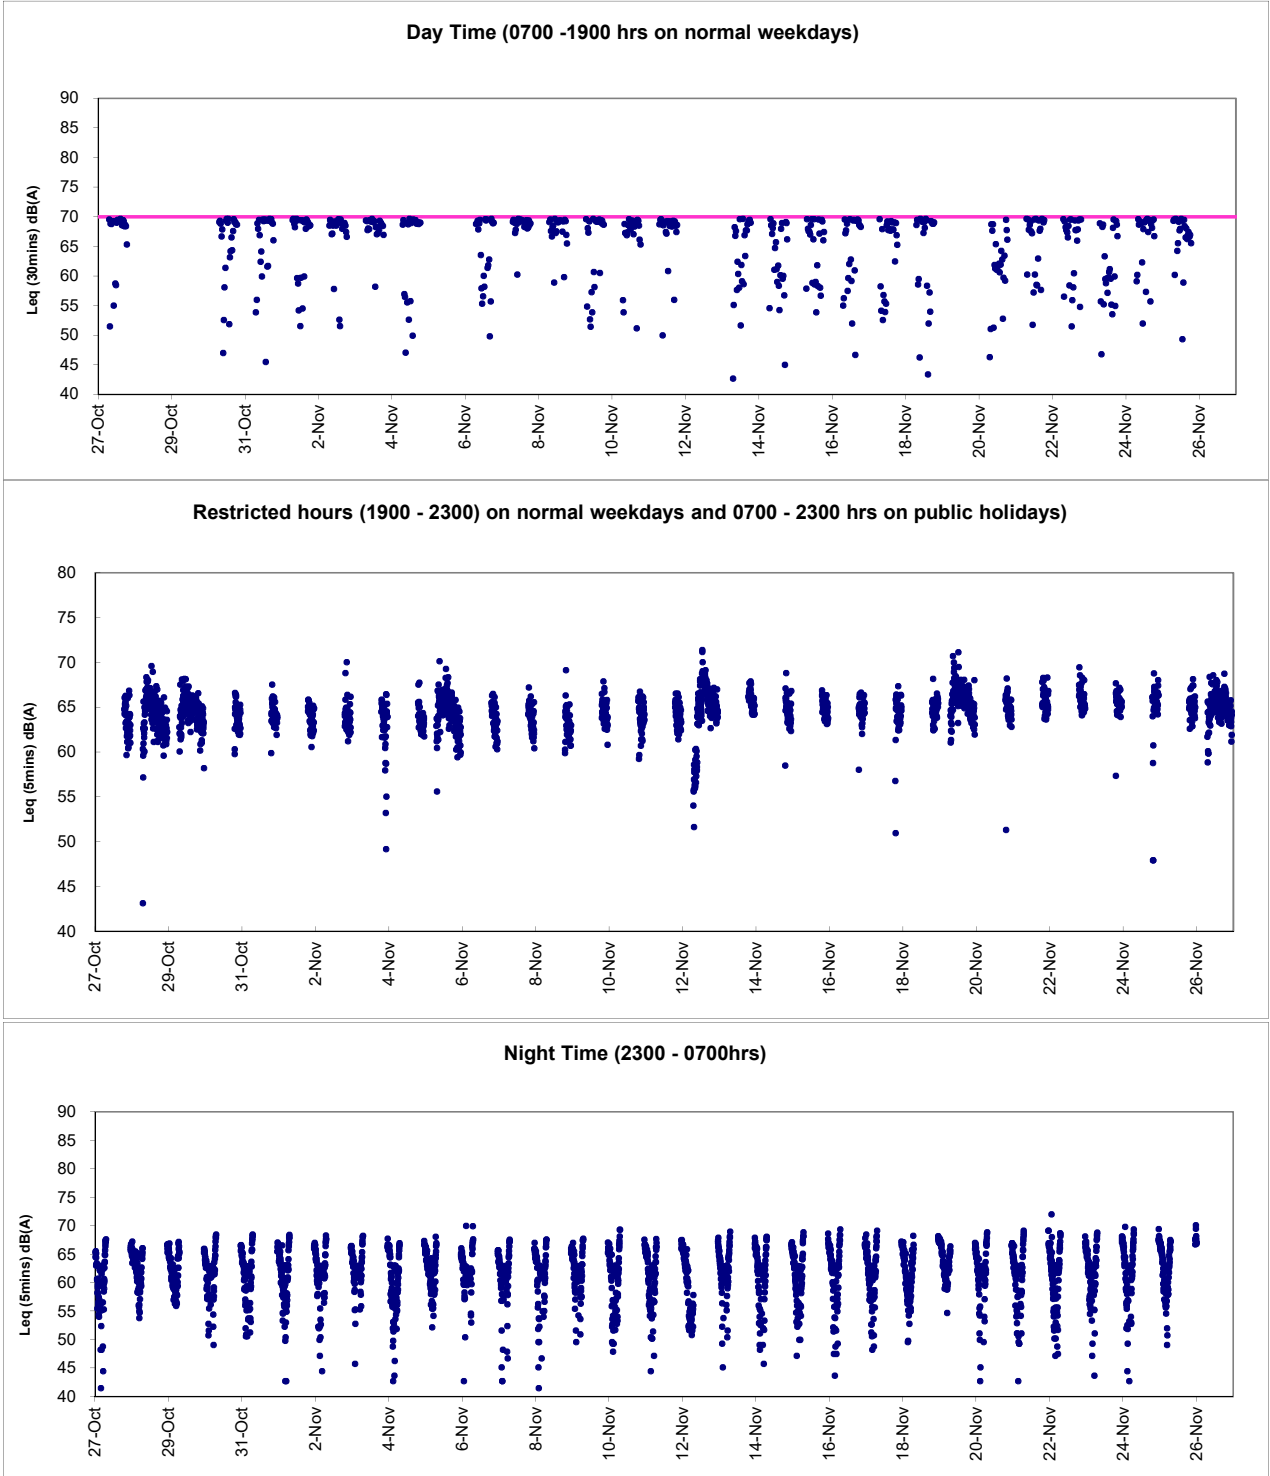 Day Time (0700 -1900 hrs on normal weekdays)
Leq (30mins) dB(A)
90
85
80
75
70
65
60
55
50
45
40
27-Oct
29-Oct
31-Oct
2-Nov
4-Nov
6-Nov
8-Nov
10-Nov
12-Nov
14-Nov
16-Nov
18-Nov
20-Nov
22-Nov
24-Nov
26-Nov
Restricted hours (1900 - 2300) on normal weekdays and 0700 - 2300 hrs on public holidays)
Leq (5mins) dB(A)
80
75
70
65
60
55
50
45
40
27-Oct
29-Oct
31-Oct
2-Nov
4-Nov
6-Nov
8-Nov
10-Nov
12-Nov
14-Nov
16-Nov
18-Nov
20-Nov
22-Nov
24-Nov
26-Nov
Night Time (2300 - 0700hrs)
Leq (5mins) dB(A)
90
85
80
75
70
65
60
55
50
45
40
27-Oct
29-Oct
31-Oct
2-Nov
4-Nov
6-Nov
8-Nov
10-Nov
12-Nov
14-Nov
16-Nov
18-Nov
20-Nov
22-Nov
24-Nov
26-Nov